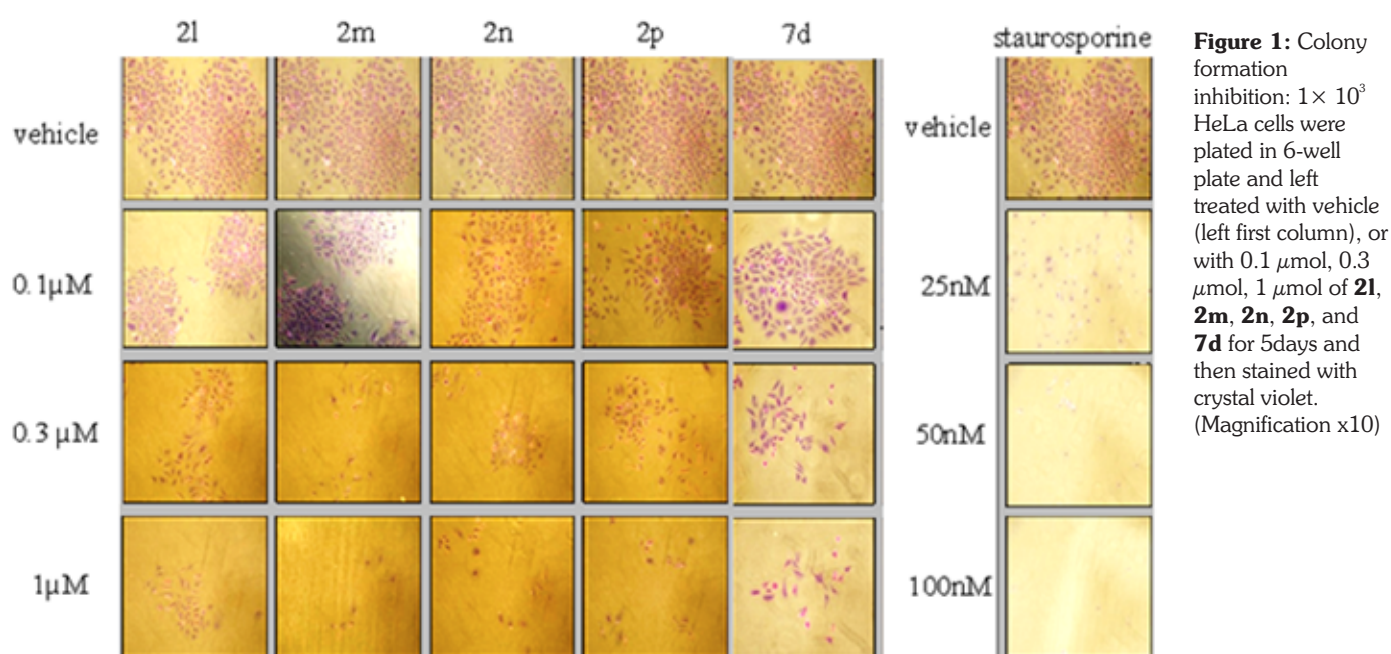 2l 2m 2n 2p 7d staurosporine
vehicle vehicle
0.1μM 25nM
0.3 μM 50nM
1μM 100nM
Figure 1: Colony
formation
inhibition: 1× 10³
HeLa cells were
plated in 6-well
plate and left
treated with vehicle
(left first column), or
with 0.1 μmol, 0.3
μmol, 1 μmol of 2l,
2m, 2n, 2p, and
7d for 5days and
then stained with
crystal violet.
(Magnification x10)